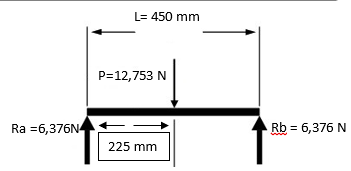 L= 450 mm
P=12,753 N
Ra =6,376N
Rb = 6,376 N
225 mm